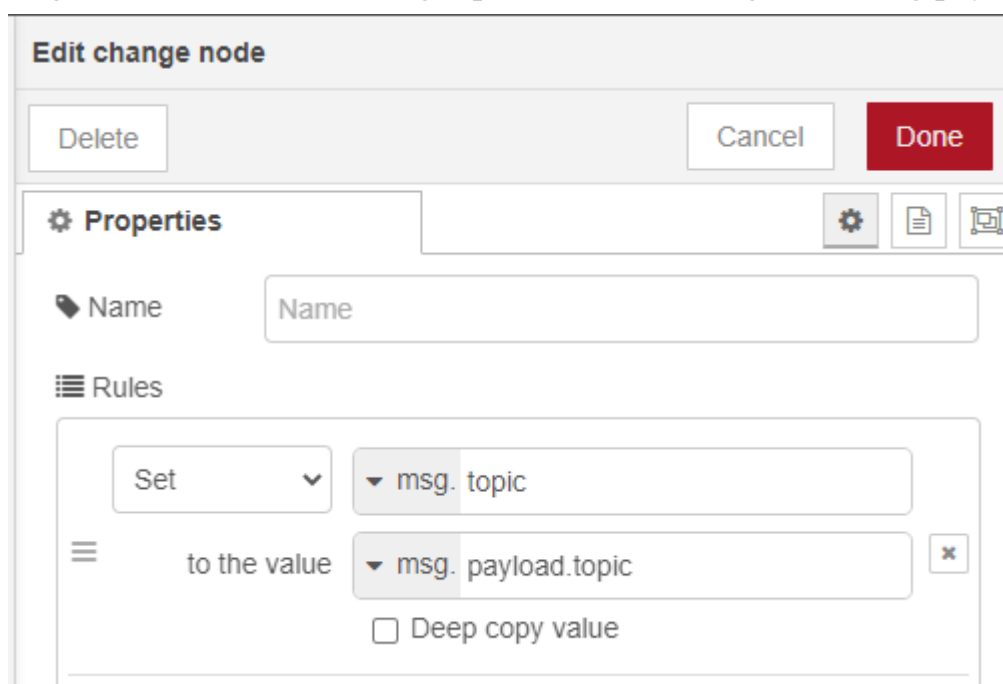 Edit change node
Delete Cancel Done
Properties
Name Name
Rules
Set msg. topic
to the value msg. payload.topic
Deep copy value